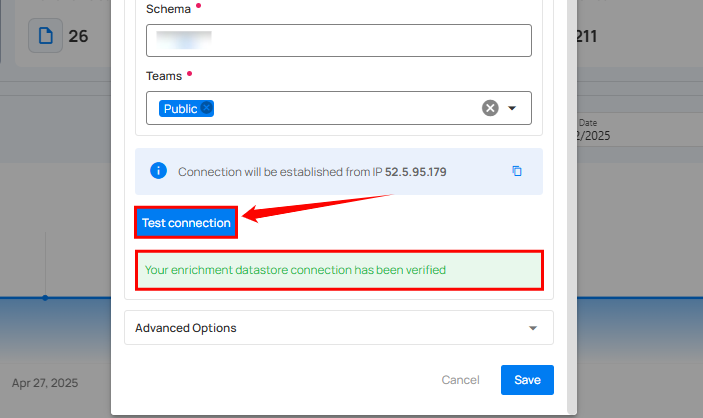 Schema
26
211
Teams
Public
Date
2/2025
Connection will be established from IP 52.5.95.179
Test connection
Your enrichment datastore connection has been verified
Advanced Options
Apr 27, 2025
Cancel
Save